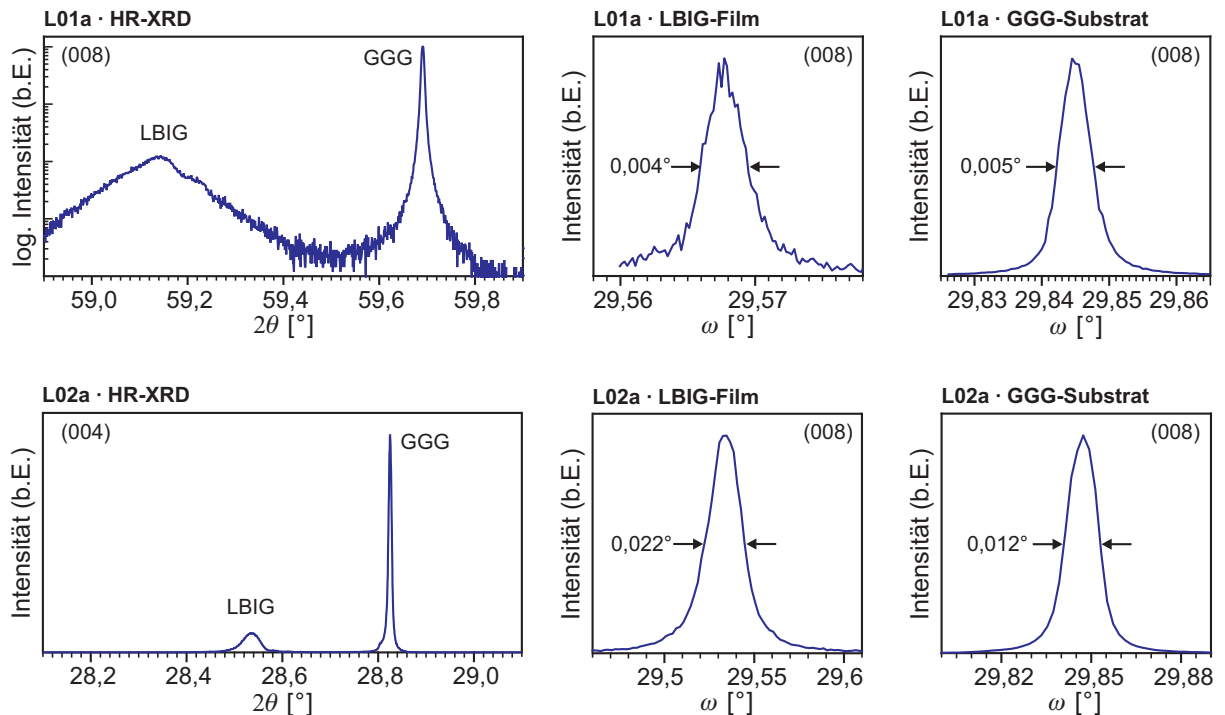 L01a · HR-XRD
(008)
GGG
LBIG
log. Intensität (b.E.)
59,0 59,2 59,4 59,6 59,8
2θ [°]
L01a · LBIG-Film
(008)
0,004°
Intensität (b.E.)
29,56 29,57
ω [°]
L01a · GGG-Substrat
(008)
0,005°
Intensität (b.E.)
29,83 29,84 29,85 29,86
ω [°]
L02a · HR-XRD
(004)
GGG
LBIG
Intensität (b.E.)
28,2 28,4 28,6 28,8 29,0
2θ [°]
L02a · LBIG-Film
(008)
0,022°
Intensität (b.E.)
29,50 29,55 29,6
ω [°]
L02a · GGG-Substrat
(008)
0,012°
Intensität (b.E.)
29,82 29,85 29,88
ω [°]